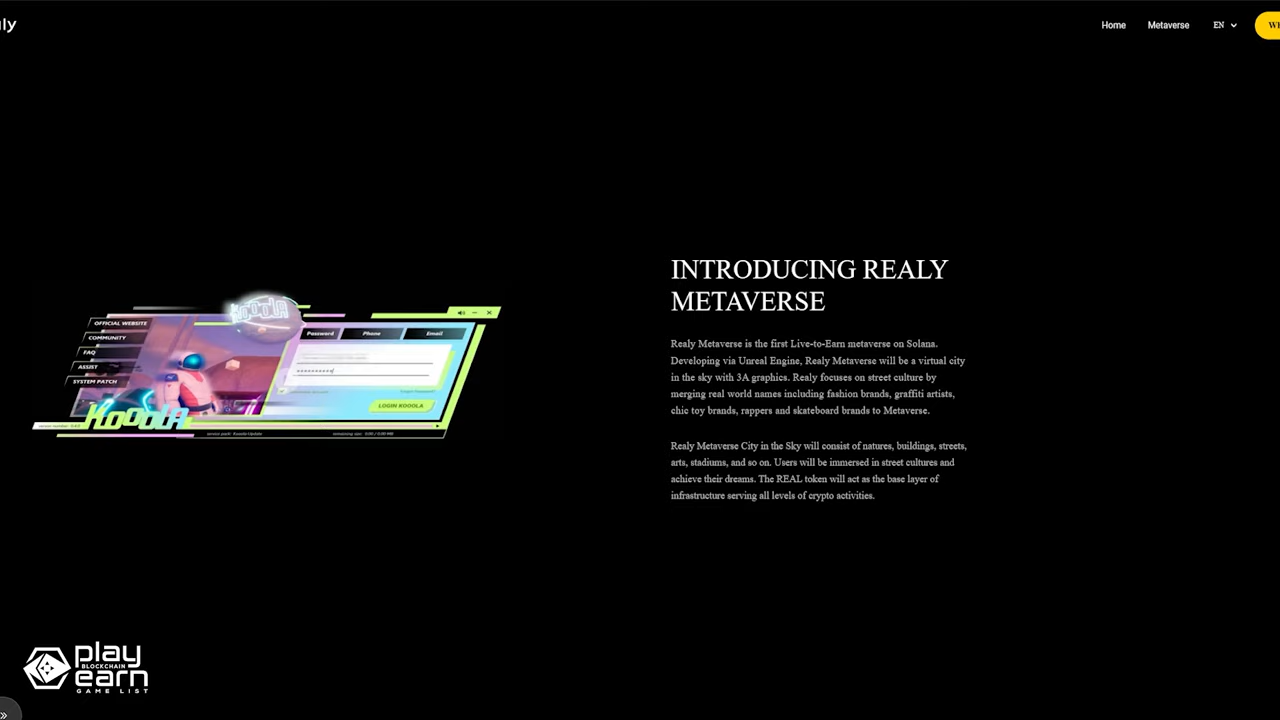 Home
Metaverse
EN
INTRODUCING REALY
METAVERSE
Realy Metaverse is the first Live-to-Earn metaverse on Solana.
Developing via Unreal Engine, Realy Metaverse will be a virtual city
in the sky with 3A graphics. Realy focuses on street culture by
merging real world names including fashion brands, graffiti artists,
chic toy brands, rappers and skateboard brands to Metaverse.
Realy Metaverse City in the Sky will consist of natures, buildings, streets,
arts, stadiums, and so on. Users will be immersed in street cultures and
achieve their dreams. The REAL token will act as the base layer of
infrastructure serving all levels of crypto activities.
OFFICIAL WEBSITE
COMMUNITY
FAQ
ASSIST
SYSTEM PATCH
KOOOLA
Password
Phone
Email
LOGIN KOOOLA
play
BLOCKCHAIN
earn
GAME LIST